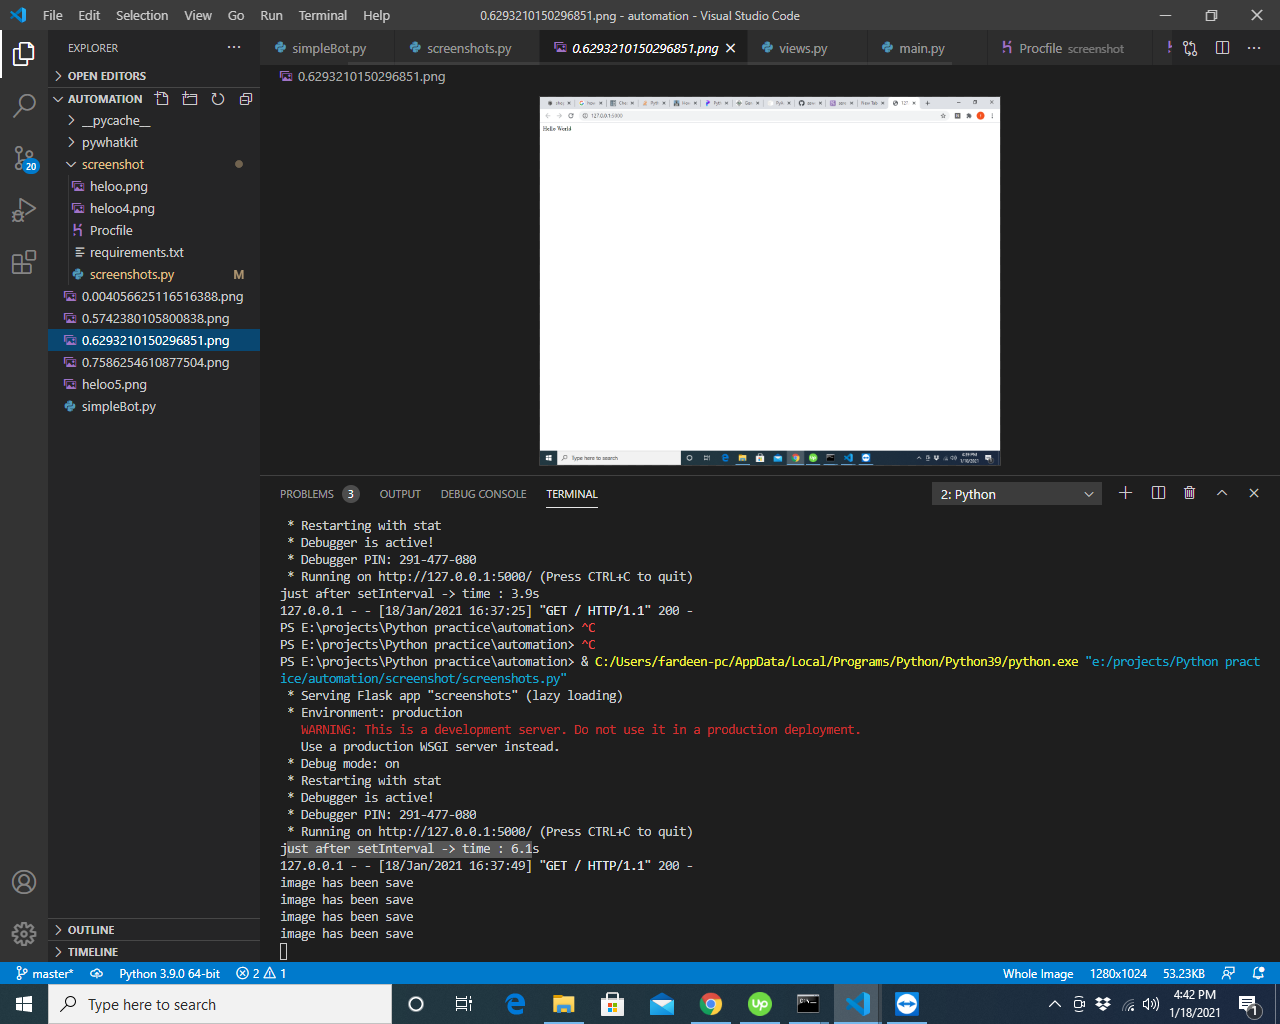 File Edit Selection View Go Run Terminal Help 0.6293210150296851.png - automation - Visual Studio Code
EXPLORER ...
simpleBot.py screenshots.py 0.6293210150296851.png views.py main.py Procfile screenshot
0.6293210150296851.png
OPEN EDITORS
AUTOMATION
__pycache__
pywhatkit
screenshot
heloo.png
heloo4.png
Procfile
requirements.txt
screenshots.py M
0.004056625116516388.png
0.5742380105800838.png
0.6293210150296851.png
0.7586254610877504.png
heloo5.png
simpleBot.py
20
127.0.0.1:5000
Hello World
Type here to search
PROBLEMS 3 OUTPUT DEBUG CONSOLE TERMINAL 2: Python
* Restarting with stat
* Debugger is active!
* Debugger PIN: 291-477-080
* Running on http://127.0.0.1:5000/ (Press CTRL+C to quit)
just after setInterval -> time : 3.9s
127.0.0.1 - - [18/Jan/2021 16:37:25] "GET / HTTP/1.1" 200 -
PS E:\projects\Python practice\automation> ^C
PS E:\projects\Python practice\automation> ^C
PS E:\projects\Python practice\automation> & C:/Users/fardeen-pc/AppData/Local/Programs/Python/Python39/python.exe "e:/projects/Python pract
ice/automation/screenshot/screenshots.py"
* Serving Flask app "screenshots" (lazy loading)
* Environment: production
WARNING: This is a development server. Do not use it in a production deployment.
Use a production WSGI server instead.
* Debug mode: on
* Restarting with stat
* Debugger is active!
* Debugger PIN: 291-477-080
* Running on http://127.0.0.1:5000/ (Press CTRL+C to quit)
just after setInterval -> time : 6.1s
127.0.0.1 - - [18/Jan/2021 16:37:49] "GET / HTTP/1.1" 200 -
image has been save
image has been save
image has been save
image has been save
OUTLINE
TIMELINE
master* Python 3.9.0 64-bit 2 1 Whole Image 1280x1024 53.23KB
Type here to search
4:42 PM
1/18/2021
1